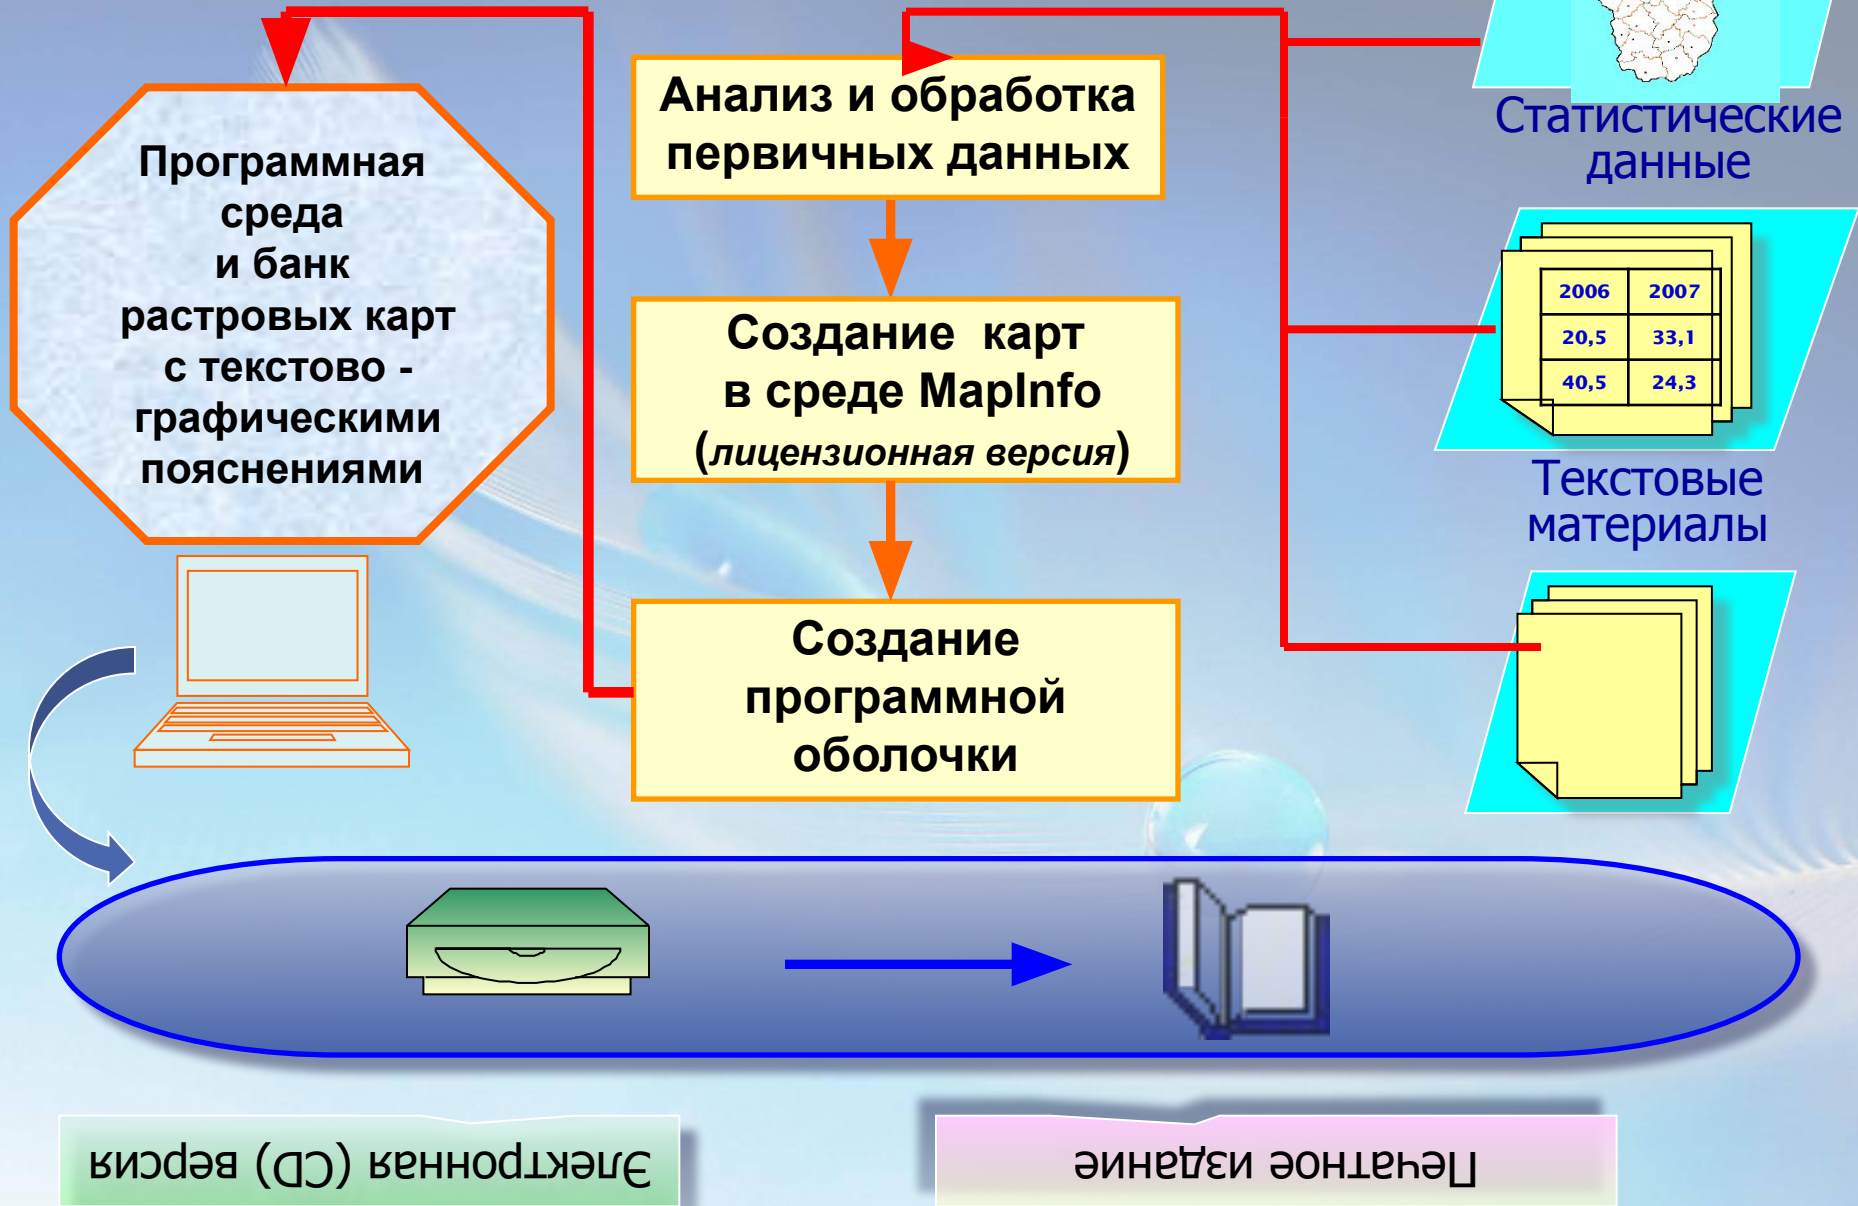 Программная
среда
и банк
растровых карт
с текстово -
графическими
пояснениями
Анализ и обработка
первичных данных
Создание карт
в среде MapInfo
(лицензионная версия)
Создание
программной
оболочки
Статистические
данные
2006 2007
20,5 33,1
40,5 24,3
Текстовые
материалы
Электронная (CD) версия
Печатное издание